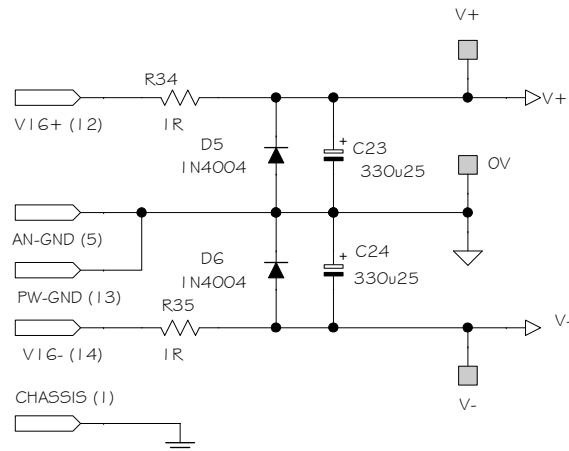 V+
R34
V16+ (12)
1R
V+
D5
1N4004
+
C23
330u25
0V
AN-GND (5)
PW-GND (13)
D6
1N4004
+
C24
330u25
R35
V16- (14)
1R
V-
V-
CHASSIS (1)